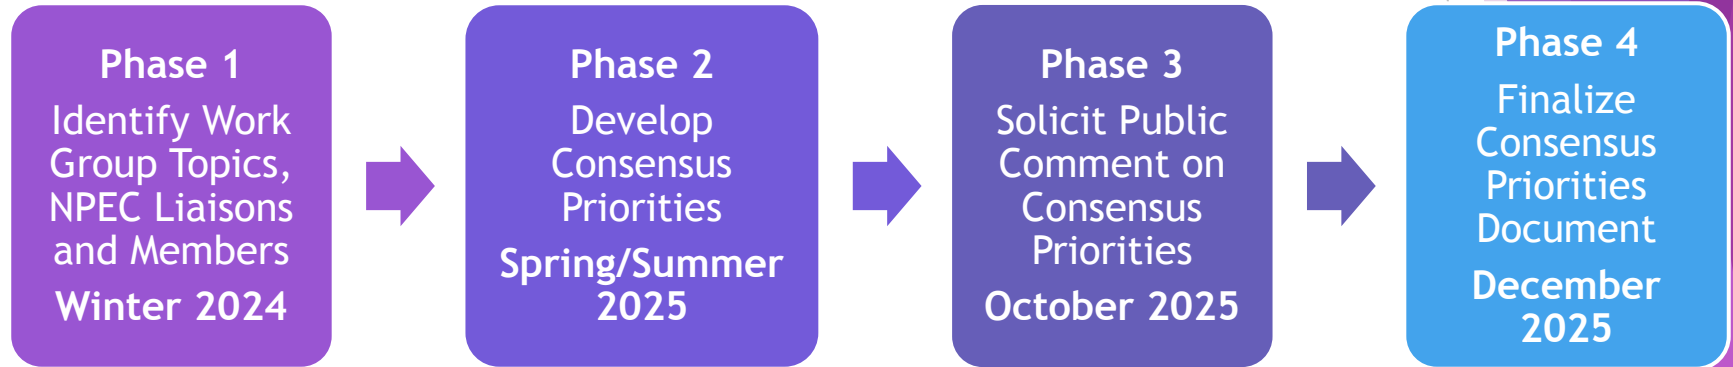 Phase 1
Identify Work
Group Topics,
NPEC Liaisons
and Members
Winter 2024
Phase 2
Develop
Consensus
Priorities
Spring/Summer
2025
Phase 3
Solicit Public
Comment on
Consensus
Priorities
October 2025
Phase 4
Finalize
Consensus
Priorities
Document
December
2025